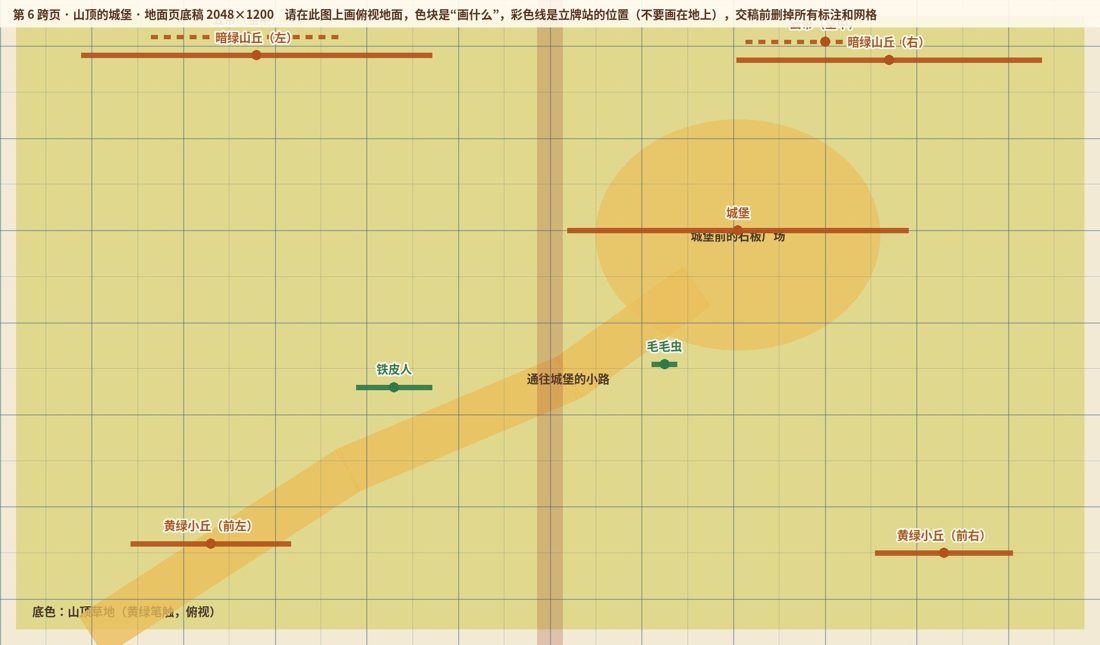 第 6 跨页 · 山顶的城堡 · 地面页底稿 2048×1200 请在此图上画俯视地面，色块是“画什么”，彩色线是立牌站的位置（不要画在地上），交稿前删掉所有标注和网格
暗绿山丘（左）
暗绿山丘（右）
城堡
城堡前的石板广场
毛毛虫
铁皮人
通往城堡的小路
黄绿小丘（前左）
黄绿小丘（前右）
底色：山顶草地（黄绿笔触，俯视）